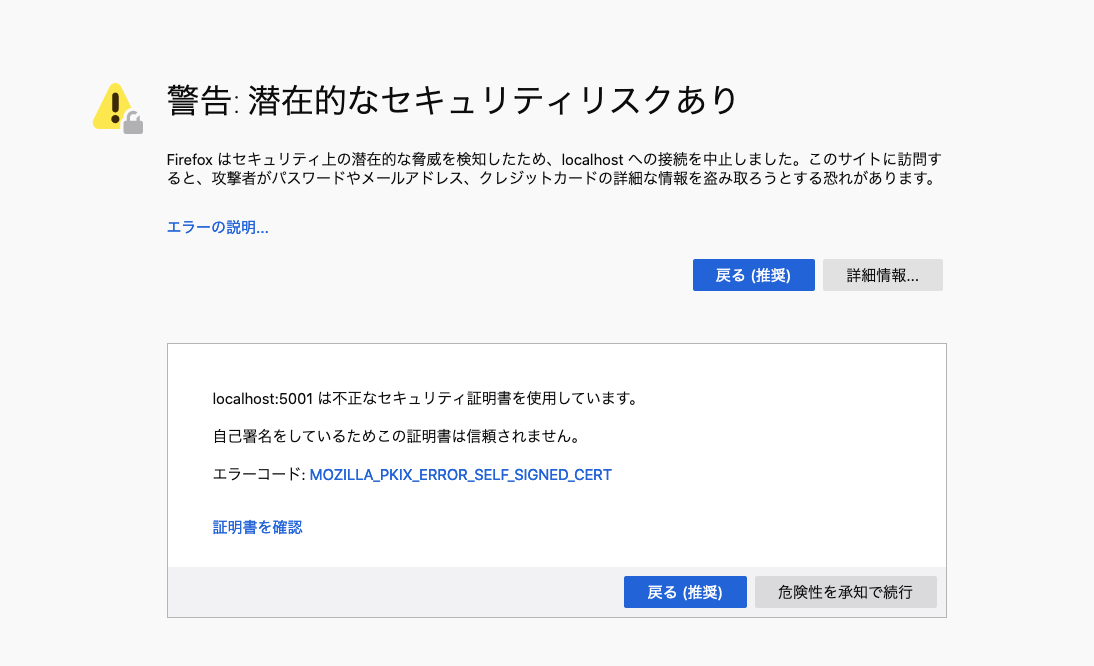 警告: 潜在的なセキュリティリスクあり
Firefox はセキュリティ上の潜在的な脅威を検知したため、localhost への接続を中止しました。このサイトに訪問す
ると、攻撃者がパスワードやメールアドレス、クレジットカードの詳細な情報を盗み取ろうとする恐れがあります。
エラーの説明...
戻る (推奨)
詳細情報...
localhost:5001 は不正なセキュリティ証明書を使用しています。
自己署名をしているためこの証明書は信頼されません。
エラーコード: MOZILLA_PKIX_ERROR_SELF_SIGNED_CERT
証明書を確認
戻る (推奨)
危険性を承知で続行